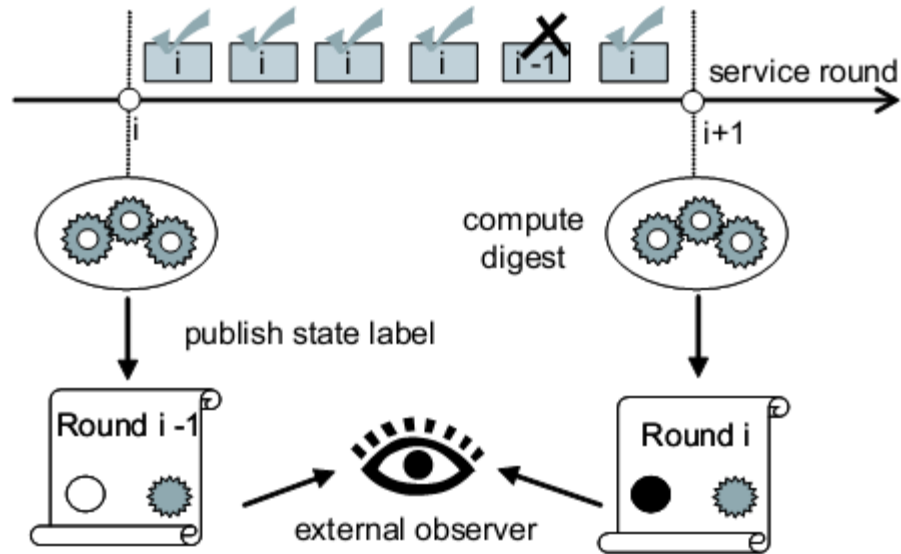 i
i
i
i
i-1
i
service round
i
i+1
compute
digest
publish state label
Round i -1
Round i
external observer